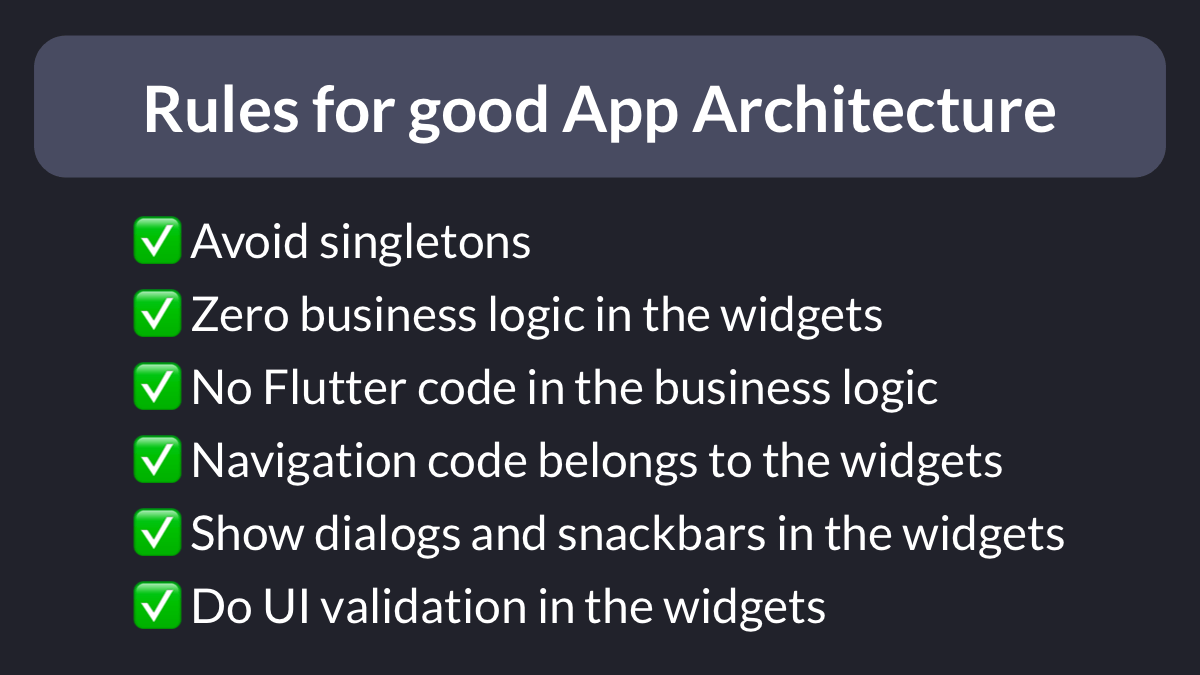 Rules for good App Architecture
✅ Avoid singletons
✅ Zero business logic in the widgets
✅ No Flutter code in the business logic
✅ Navigation code belongs to the widgets
✅ Show dialogs and snackbars in the widgets
✅ Do UI validation in the widgets